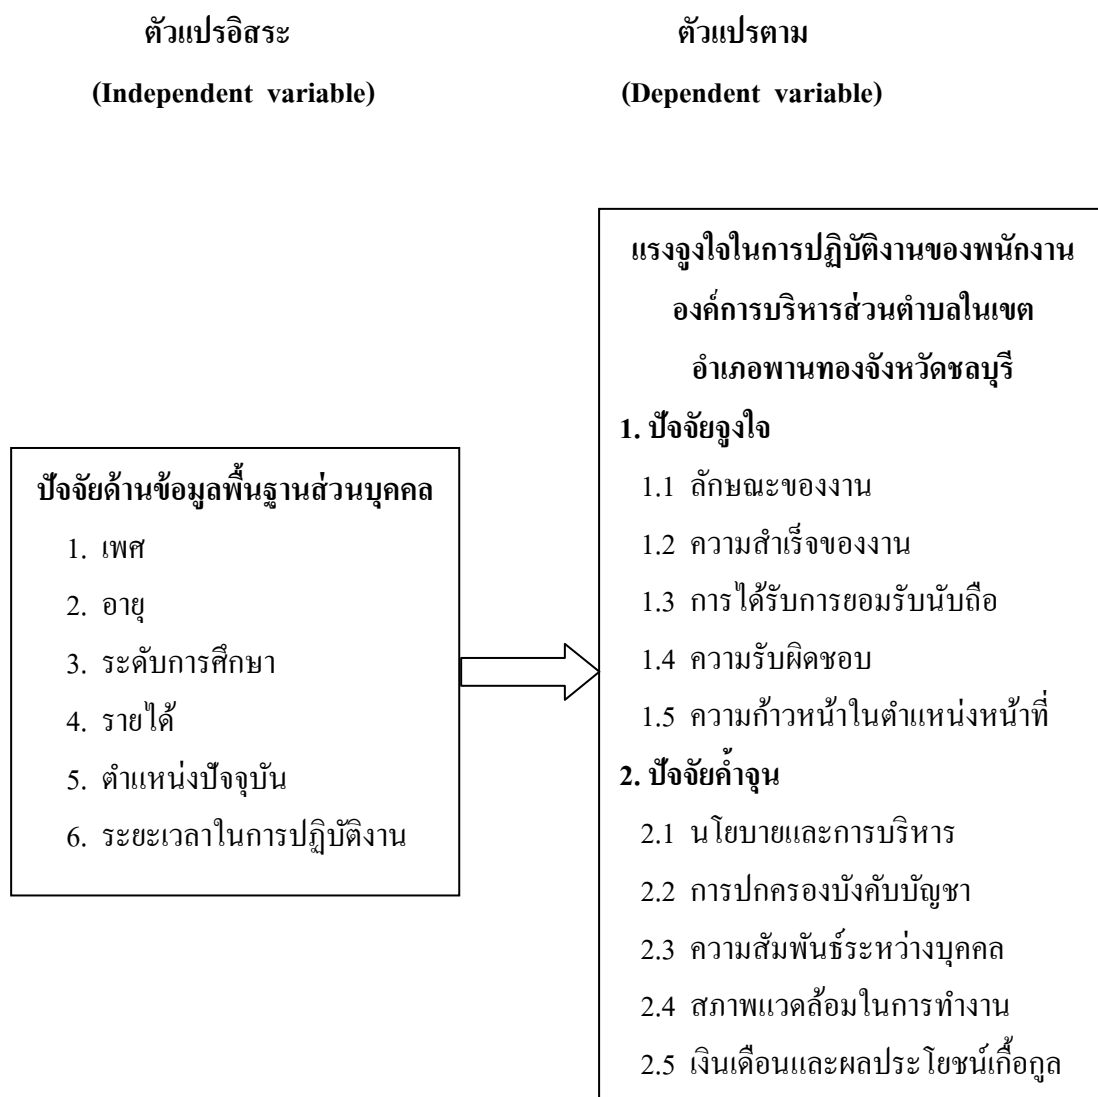 ตัวแปรอิสระ
(Independent variable)
ตัวแปรตาม
(Dependent variable)
ปัจจัยด้านข้อมูลพื้นฐานส่วนบุคคล
1. เพศ
2. อายุ
3. ระดับการศึกษา
4. รายได้
5. ตำแหน่งปัจจุบัน
6. ระยะเวลาในการปฏิบัติงาน
แรงจูงใจในการปฏิบัติงานของพนักงาน
องค์การบริหารส่วนตำบลในเขต
อำเภอพานทองจังหวัดชลบุรี
1. ปัจจัยจูงใจ
1.1 ลักษณะของงาน
1.2 ความสำเร็จของงาน
1.3 การได้รับการยอมรับนับถือ
1.4 ความรับผิดชอบ
1.5 ความก้าวหน้าในตำแหน่งหน้าที่
2. ปัจจัยค้ำจุน
2.1 นโยบายและการบริหาร
2.2 การปกครองบังคับบัญชา
2.3 ความสัมพันธ์ระหว่างบุคคล
2.4 สภาพแวดล้อมในการทำงาน
2.5 เงินเดือนและผลประโยชน์เกื้อกูล